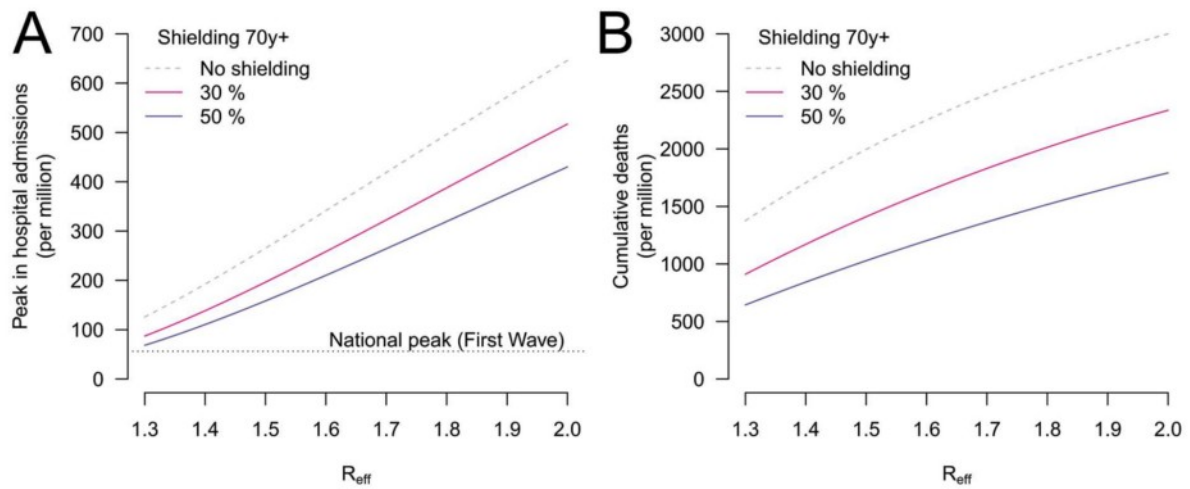 A
Peak in hospital admissions
(per million)
700
600
500
400
300
200
100
0
Shielding 70y+
No shielding
30 %
50 %
National peak (First Wave)
1.3 1.4 1.5 1.6 1.7 1.8 1.9 2.0
Reff
B
Cumulative deaths
(per million)
3000
2500
2000
1500
1000
500
0
Shielding 70y+
No shielding
30 %
50 %
1.3 1.4 1.5 1.6 1.7 1.8 1.9 2.0
Reff